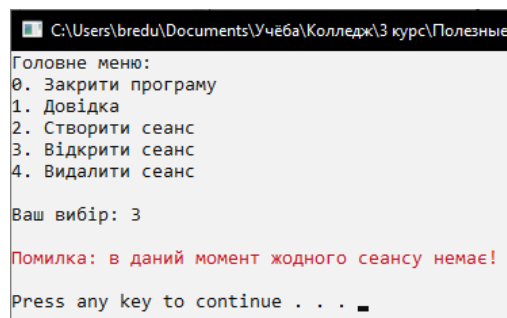 C:\Users\bredu\Documents\Учёба\Колледж\3 курс\Полезные
Головне меню:
0. Закрити програму
1. Довідка
2. Створити сеанс
3. Відкрити сеанс
4. Видалити сеанс
Ваш вибір: 3
Помилка: в даний момент жодного сеансу немає!
Press any key to continue . . .